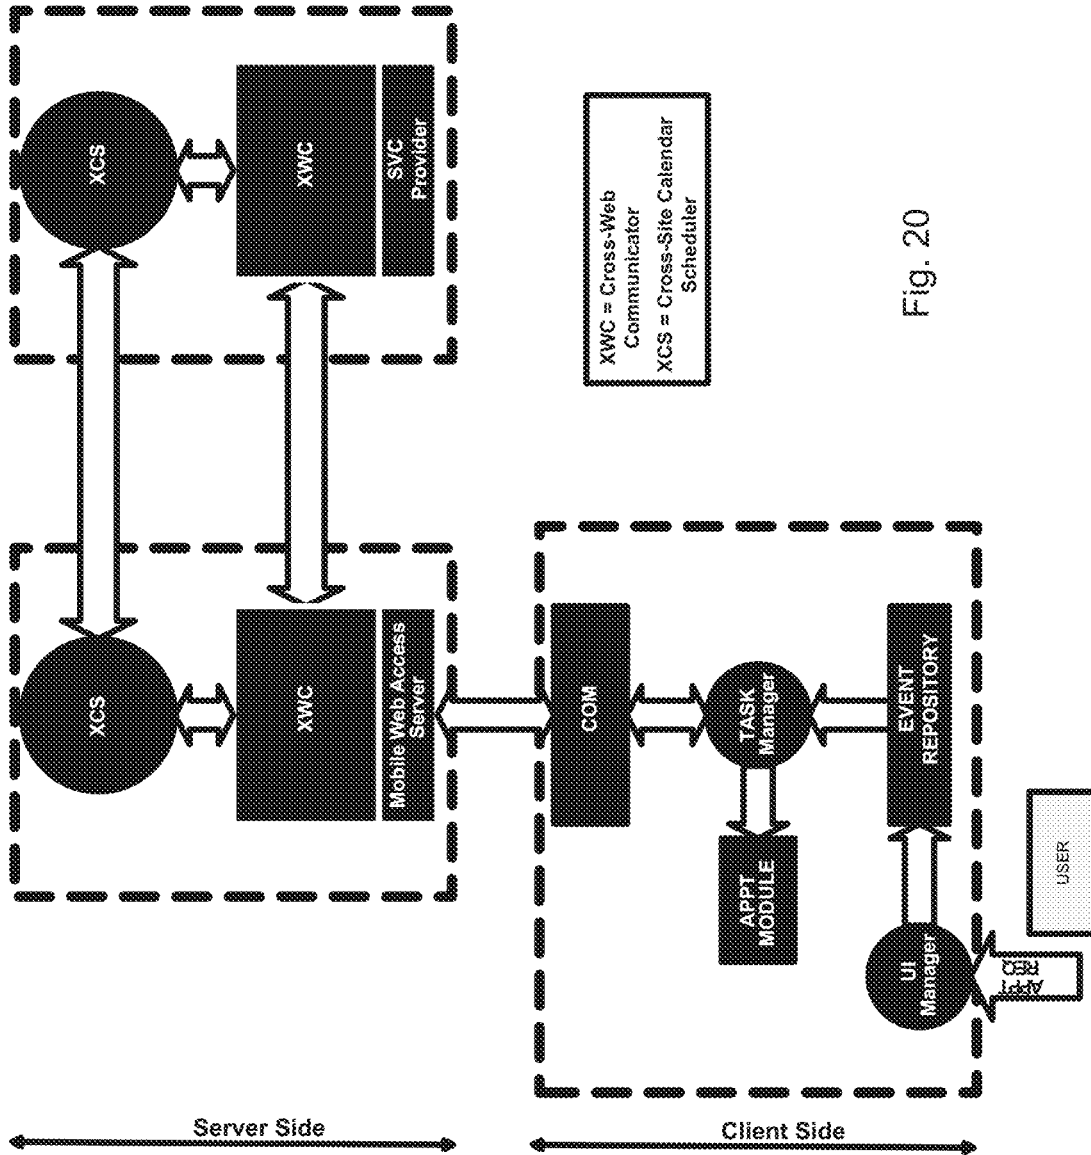 Server Side
XCS
XWC
Mobile Web Access
Server
XCS
XWC
SVC
Provider
Client Side
COM
TASK
Manager
APPT
MODULE
EVENT
REPOSITORY
UI
Manager
APPT
REQ
USER
XWC = Cross-Web
Communicator
XCS = Cross-Site Calendar
Scheduler
Fig. 20